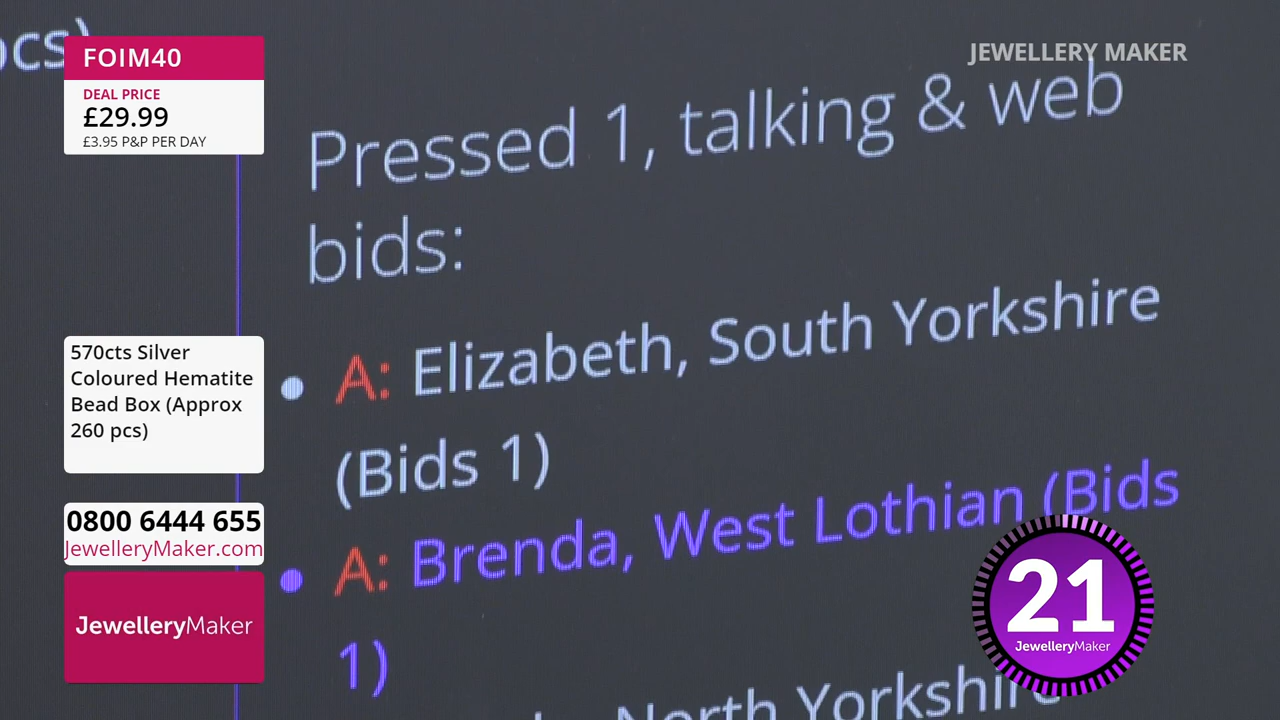 FOIM40
DEAL PRICE
£29.99
£3.95 P&P PER DAY
570cts Silver
Coloured Hematite
Bead Box (Approx
260 pcs)
0800 6444 655
JewelleryMaker.com
JewelleryMaker
JEWELLERY MAKER
Pressed 1, talking & web
bids:
A: Elizabeth, South Yorkshire
(Bids 1)
A: Brenda, West Lothian (Bids
1)
North Yorkshire
21
JewelleryMaker